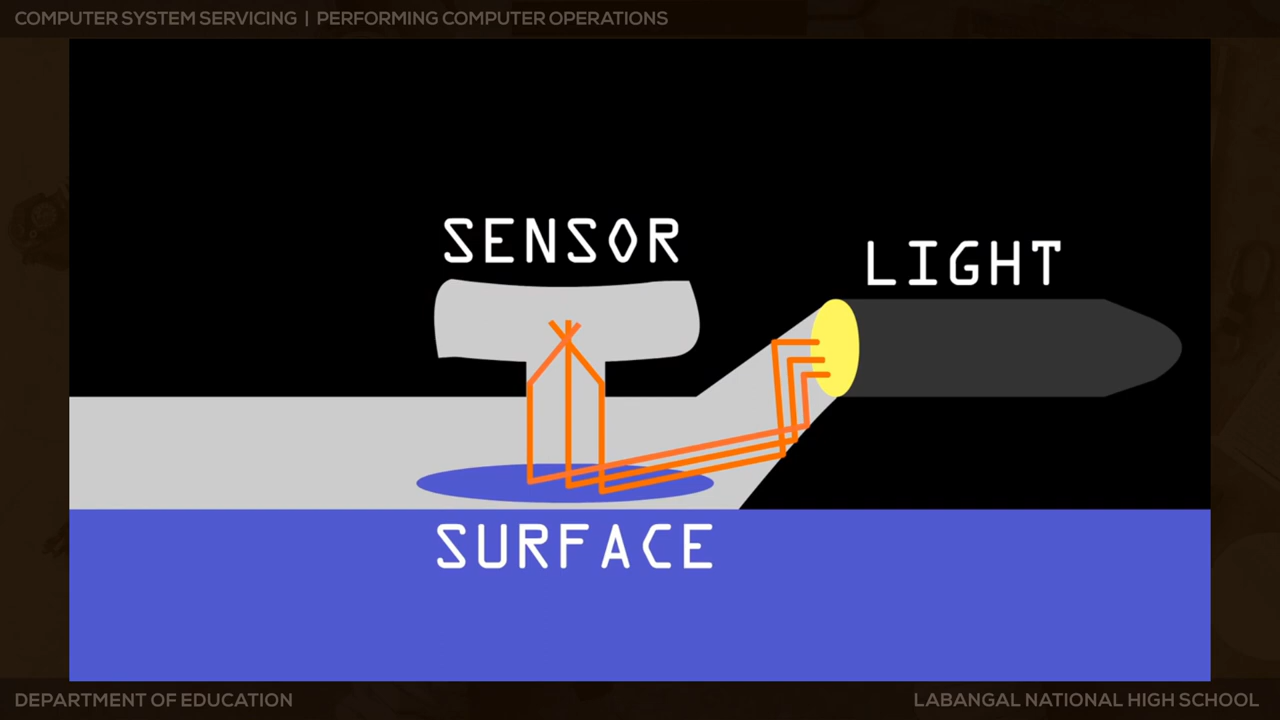 COMPUTER SYSTEM SERVICING | PERFORMING COMPUTER OPERATIONS
SENSOR
LIGHT
SURFACE
DEPARTMENT OF EDUCATION
LABANGAL NATIONAL HIGH SCHOOL